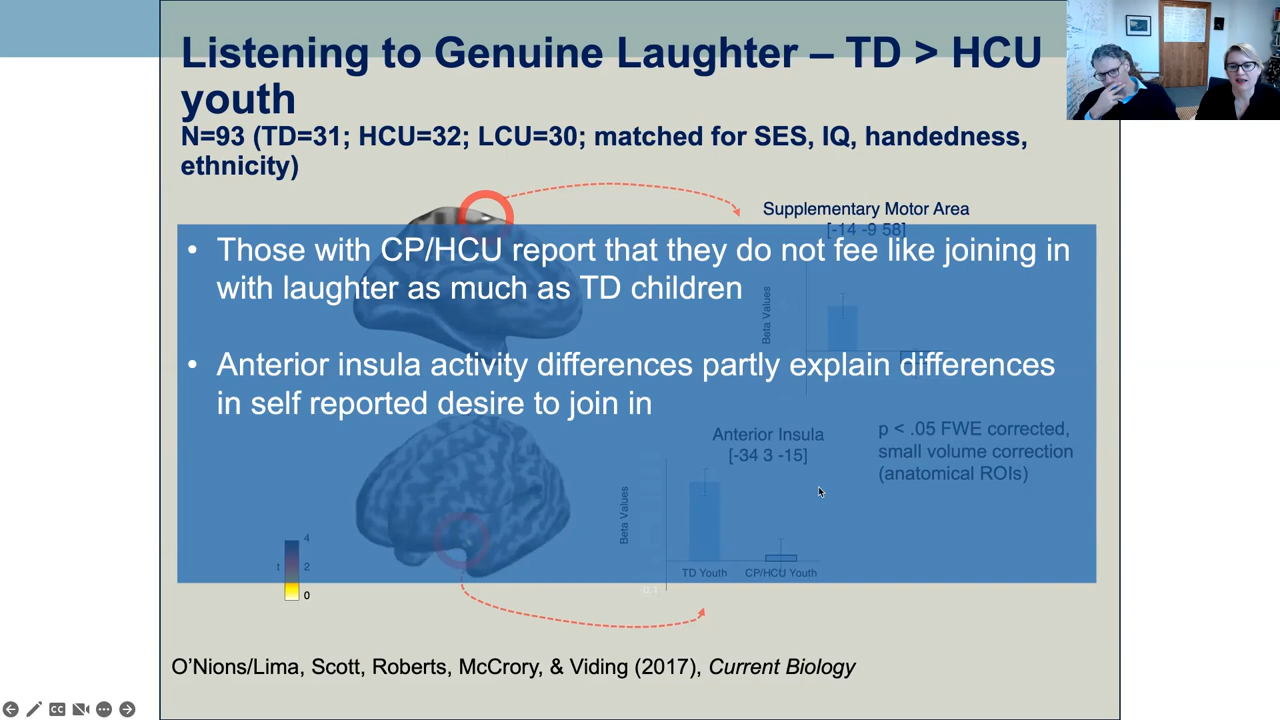 Listening to Genuine Laughter – TD > HCU
youth
N=93 (TD=31; HCU=32; LCU=30; matched for SES, IQ, handedness,
ethnicity)
Supplementary Motor Area
[-14 -9 58]
• Those with CP/HCU report that they do not fee like joining in
with laughter as much as TD children
Beta Values
• Anterior insula activity differences partly explain differences
in self reported desire to join in
Anterior Insula
[-34 3 -15]
p < .05 FWE corrected,
small volume correction
(anatomical ROIs)
Beta Values
4
t
2
0
TD Youth
CP/HCU Youth
O'Nions/Lima, Scott, Roberts, McCrory, & Viding (2017), Current Biology
CC